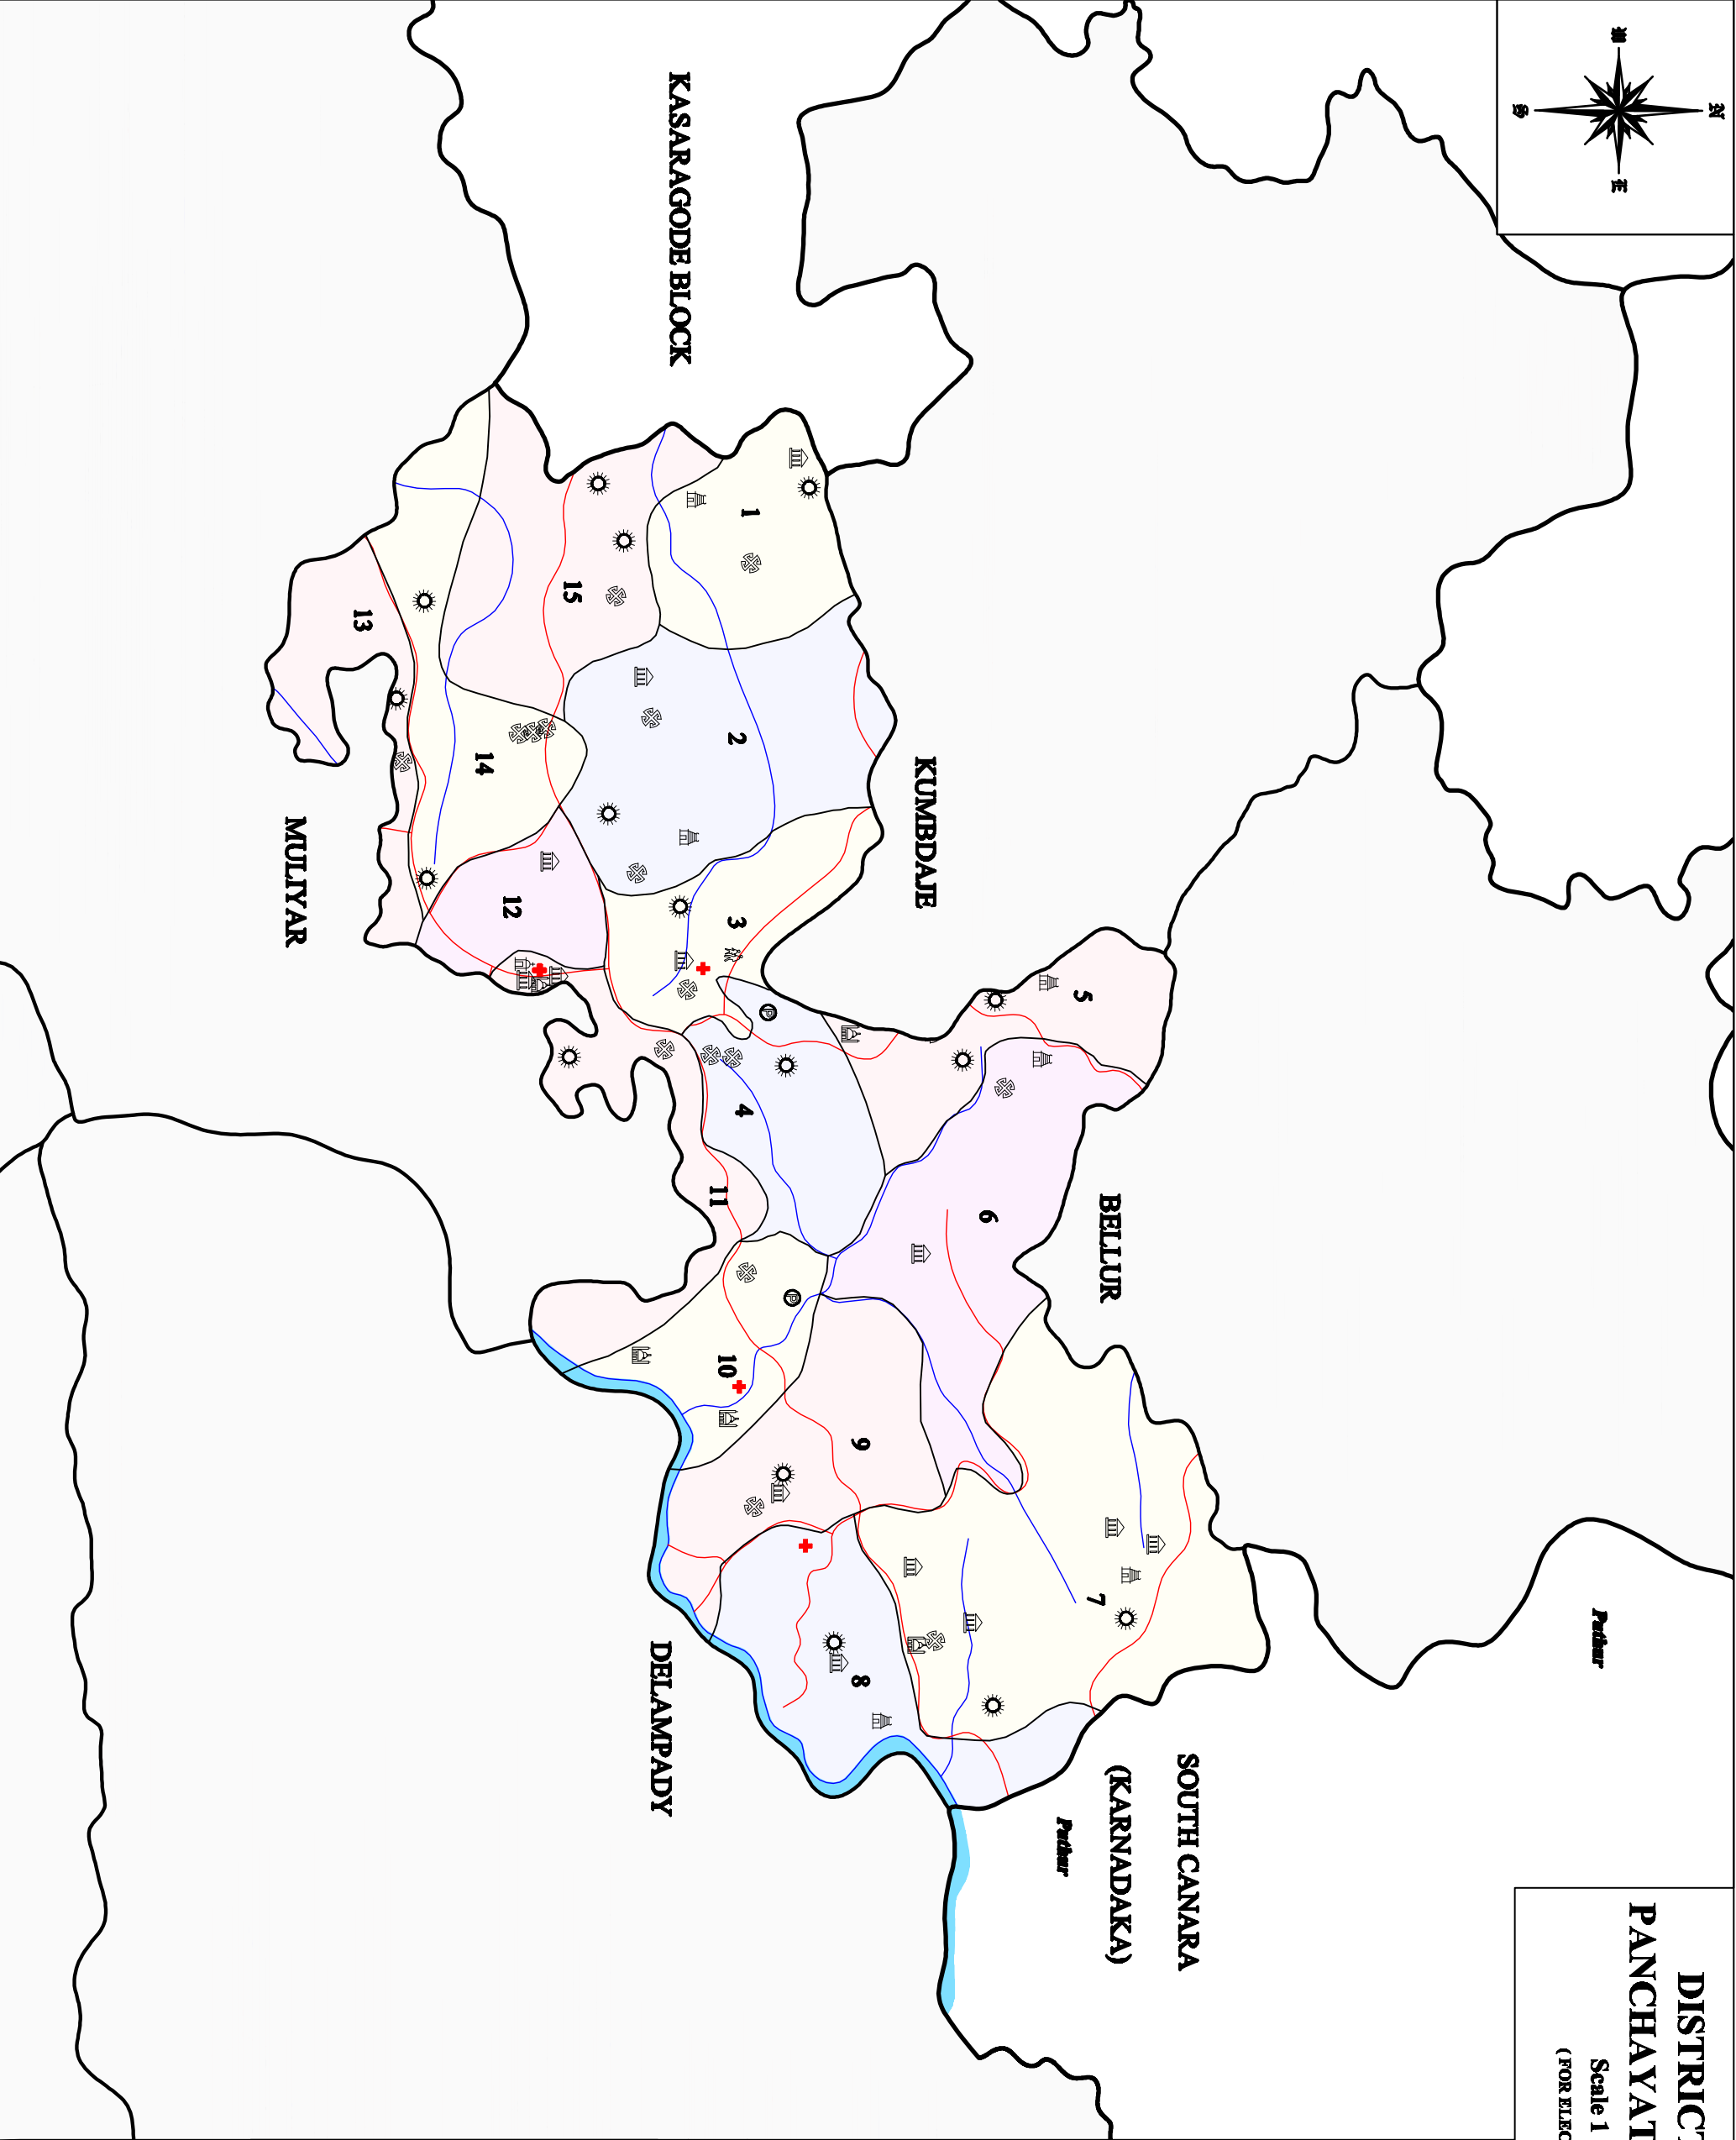 N
W
E
S
DISTRICT
PANCHAYAT
Scale 1
( FOR ELEC
Puthur
SOUTH CANARA
(KARNADAKA)
Puthur
BELLUR
KUMBDAJE
KASARAGODE BLOCK
MULIYAR
DELAMPADY
1
2
3
4
5
6
7
8
9
10
11
12
13
14
15
P
P